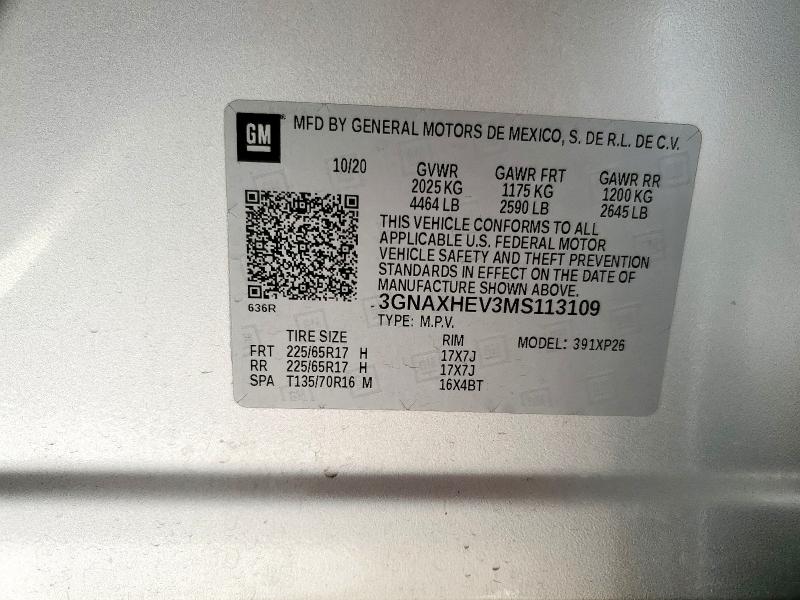 GM
MFD BY GENERAL MOTORS DE MEXICO, S. DE R.L. DE C.V.
10/20 GVWR GAWR FRT GAWR RR
2025 KG 1175 KG 1200 KG
4464 LB 2590 LB 2645 LB
THIS VEHICLE CONFORMS TO ALL
APPLICABLE U.S. FEDERAL MOTOR
VEHICLE SAFETY AND THEFT PREVENTION
STANDARDS IN EFFECT ON THE DATE OF
MANUFACTURE SHOWN ABOVE.
636R
3GNAXHEV3MS113109
TYPE: M.P.V.
TIRE SIZE RIM MODEL: 391XP26
FRT 225/65R17 H 17X7J
RR 225/65R17 H 17X7J
SPA T135/70R16 M 16X4BT